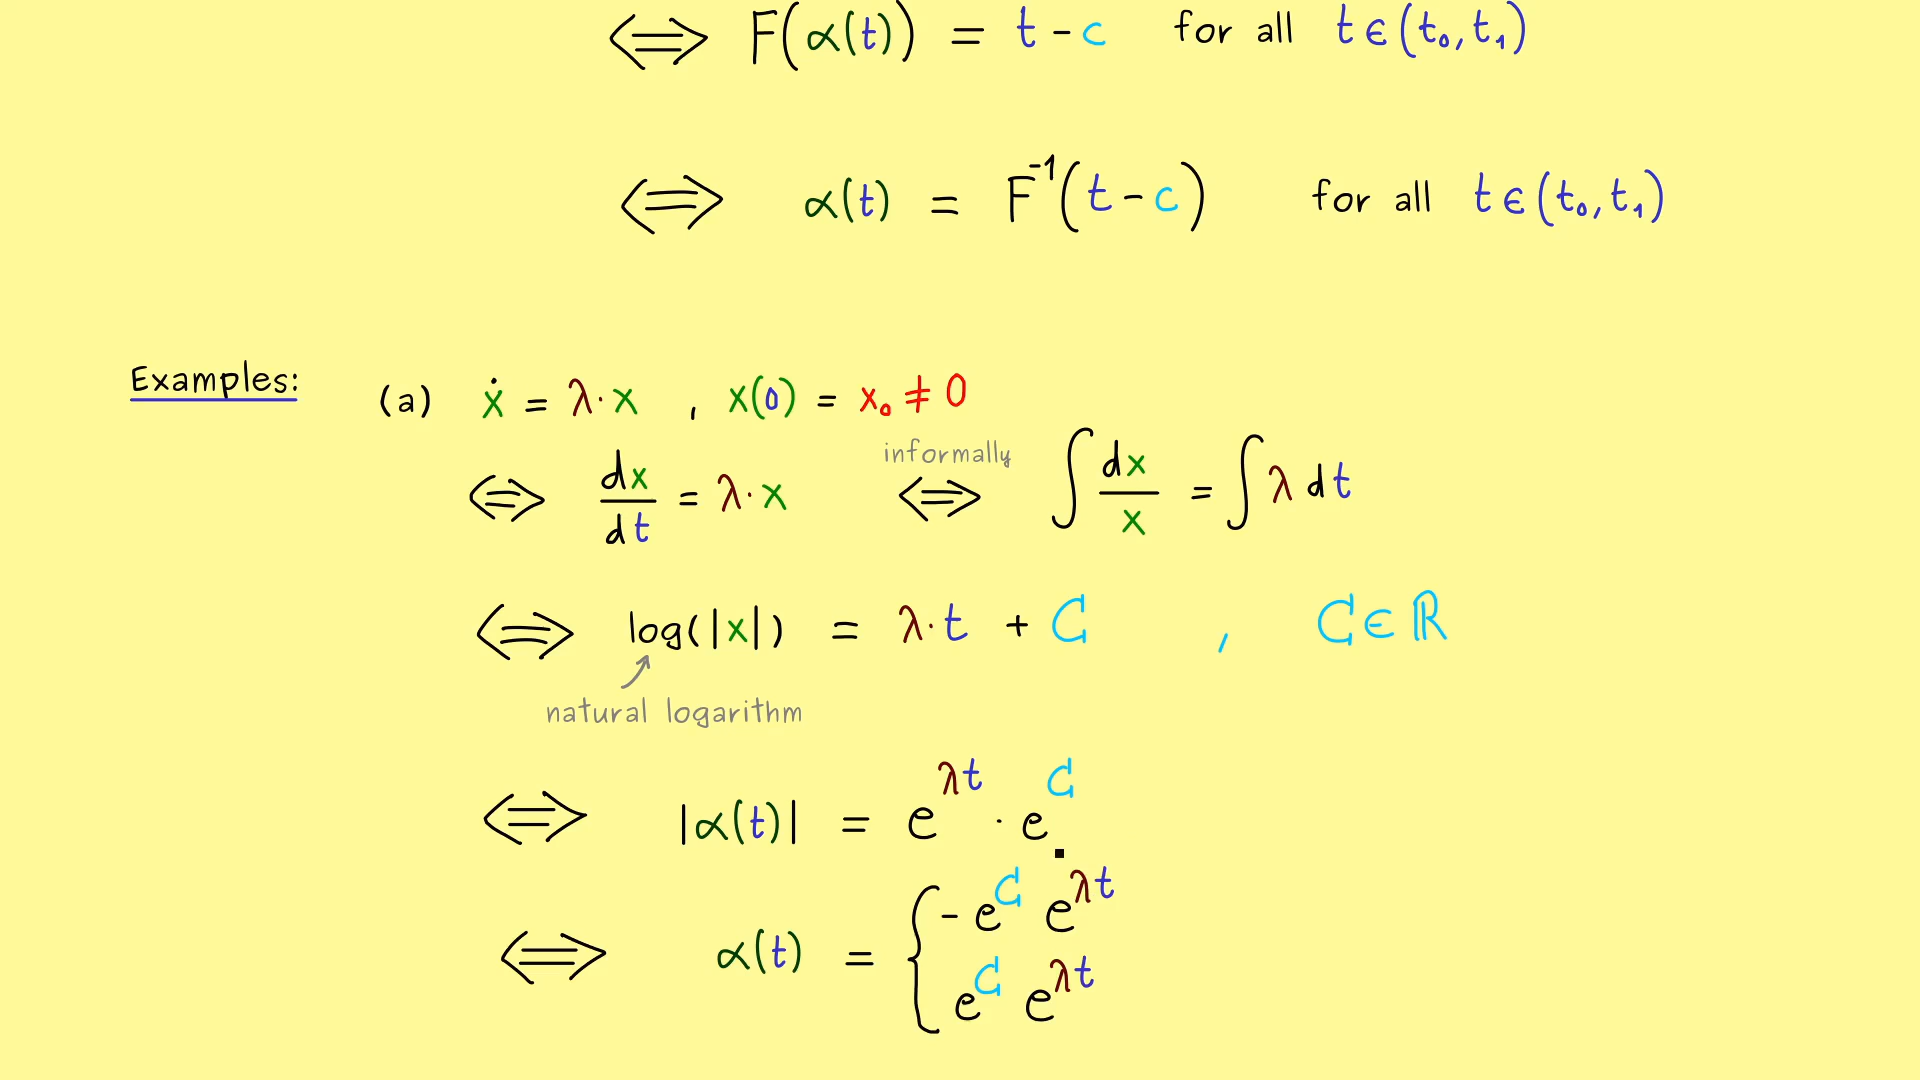 ⟺ F(α(t)) = t - c for all t ∈ (t₀, t₁)
⟺ α(t) = F⁻¹(t - c) for all t ∈ (t₀, t₁)
Examples: (a) ẋ = λ·x , x(0) = x₀ ≠ 0
⟺ dx/dt = λ·x informally ⟺ ∫ dx/x = ∫ λ dt
⟺ log(|x|) = λ·t + C , C ∈ ℝ
natural logarithm
⟺ |α(t)| = e^{λt} · e^{C}
⟺ α(t) = { - e^{C} e^{λt}
e^{C} e^{λt}